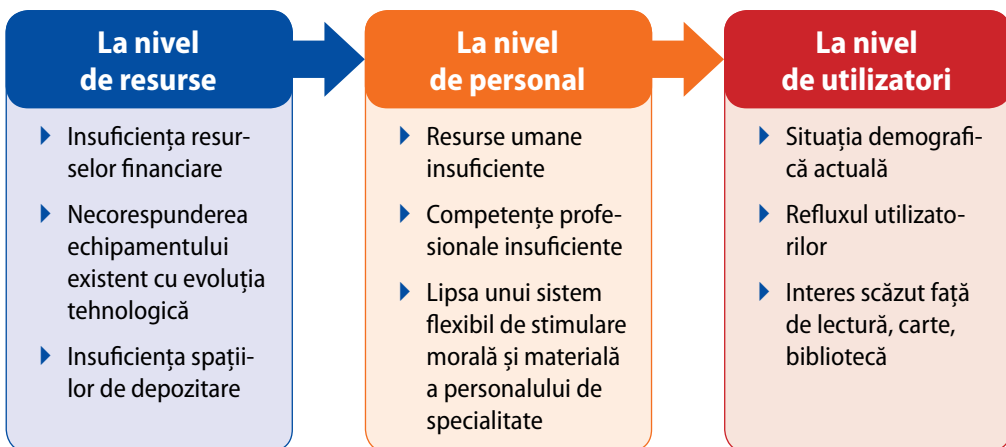 La nivel
de resurse
Insuficiența resur-
selor financiare
Necorespunderea
echipamentului
existent cu evoluția
tehnologică
Insuficiența spații-
lor de depozitare
La nivel
de personal
Resurse umane
insuficiente
Competențe profe-
sionale insuficiente
Lipsa unui sistem
flexibil de stimulare
morală și materială
a personalului de
specialitate
La nivel
de utilizatori
Situația demografi-
că actuală
Refluxul utilizato-
rilor
Interes scăzut față
de lectură, carte,
bibliotecă